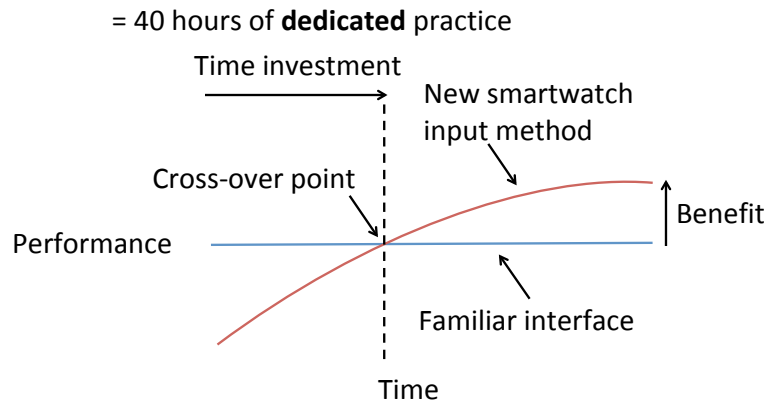 = 40 hours of dedicated practice
Time investment
New smartwatch
input method
Cross-over point
Benefit
Performance
Familiar interface
Time